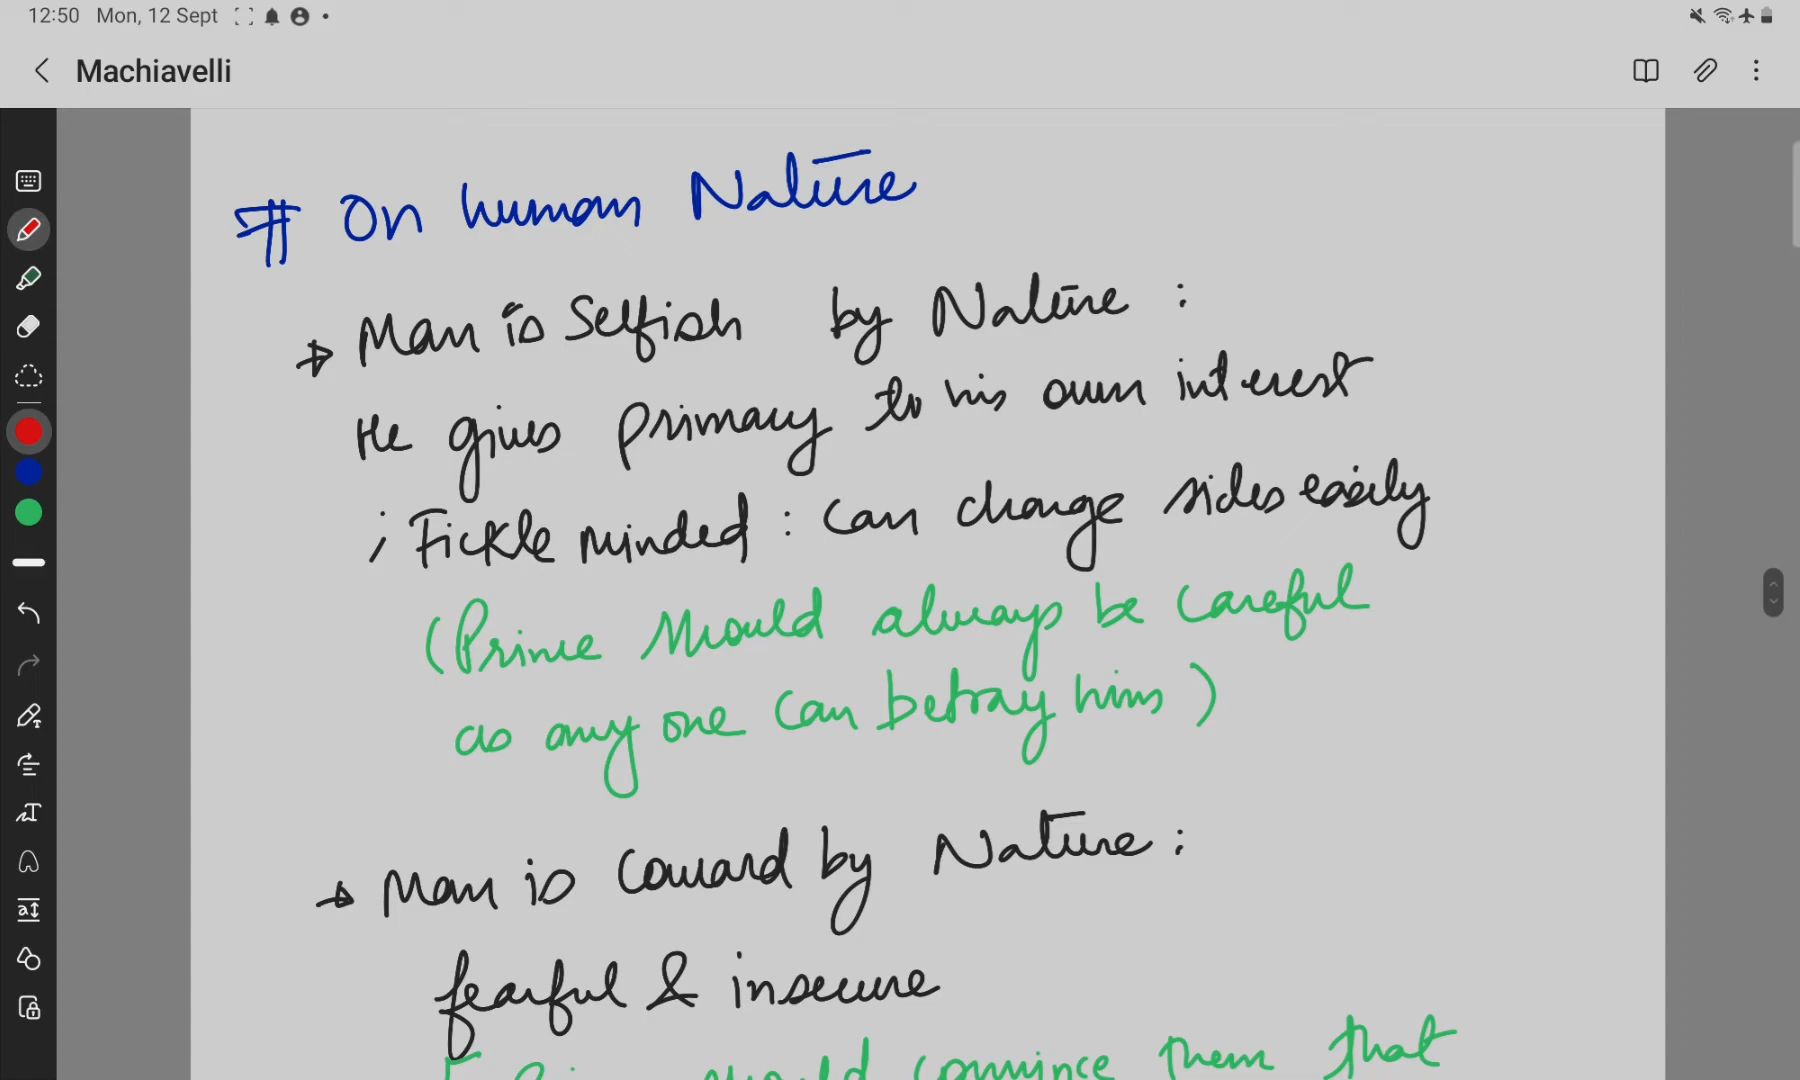 12:50 Mon, 12 Sept
Machiavelli
# On human Nature
→ Man is Selfish by Nature :
He gives primacy to his own interest
; Fickle minded : can change sides easily
(Prince should always be careful
as any one can betray him)
→ Man is Coward by Nature :
fearful & insecure
should convince them that